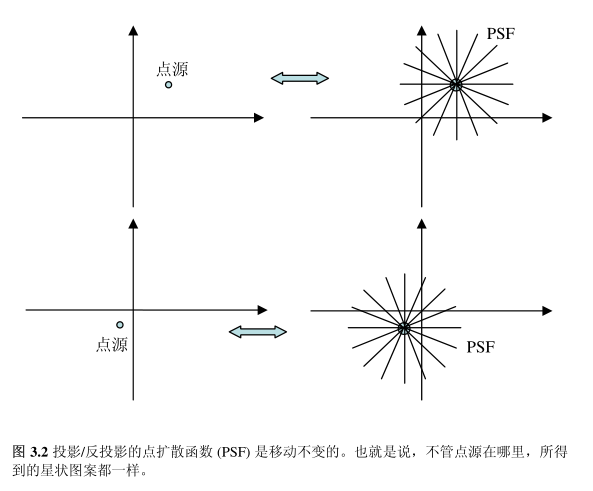 PSF
点源
点源
PSF
图 3.2 投影/反投影的点扩散函数 (PSF) 是移动不变的。也就是说，不管点源在哪里，所得
到的星状图案都一样。